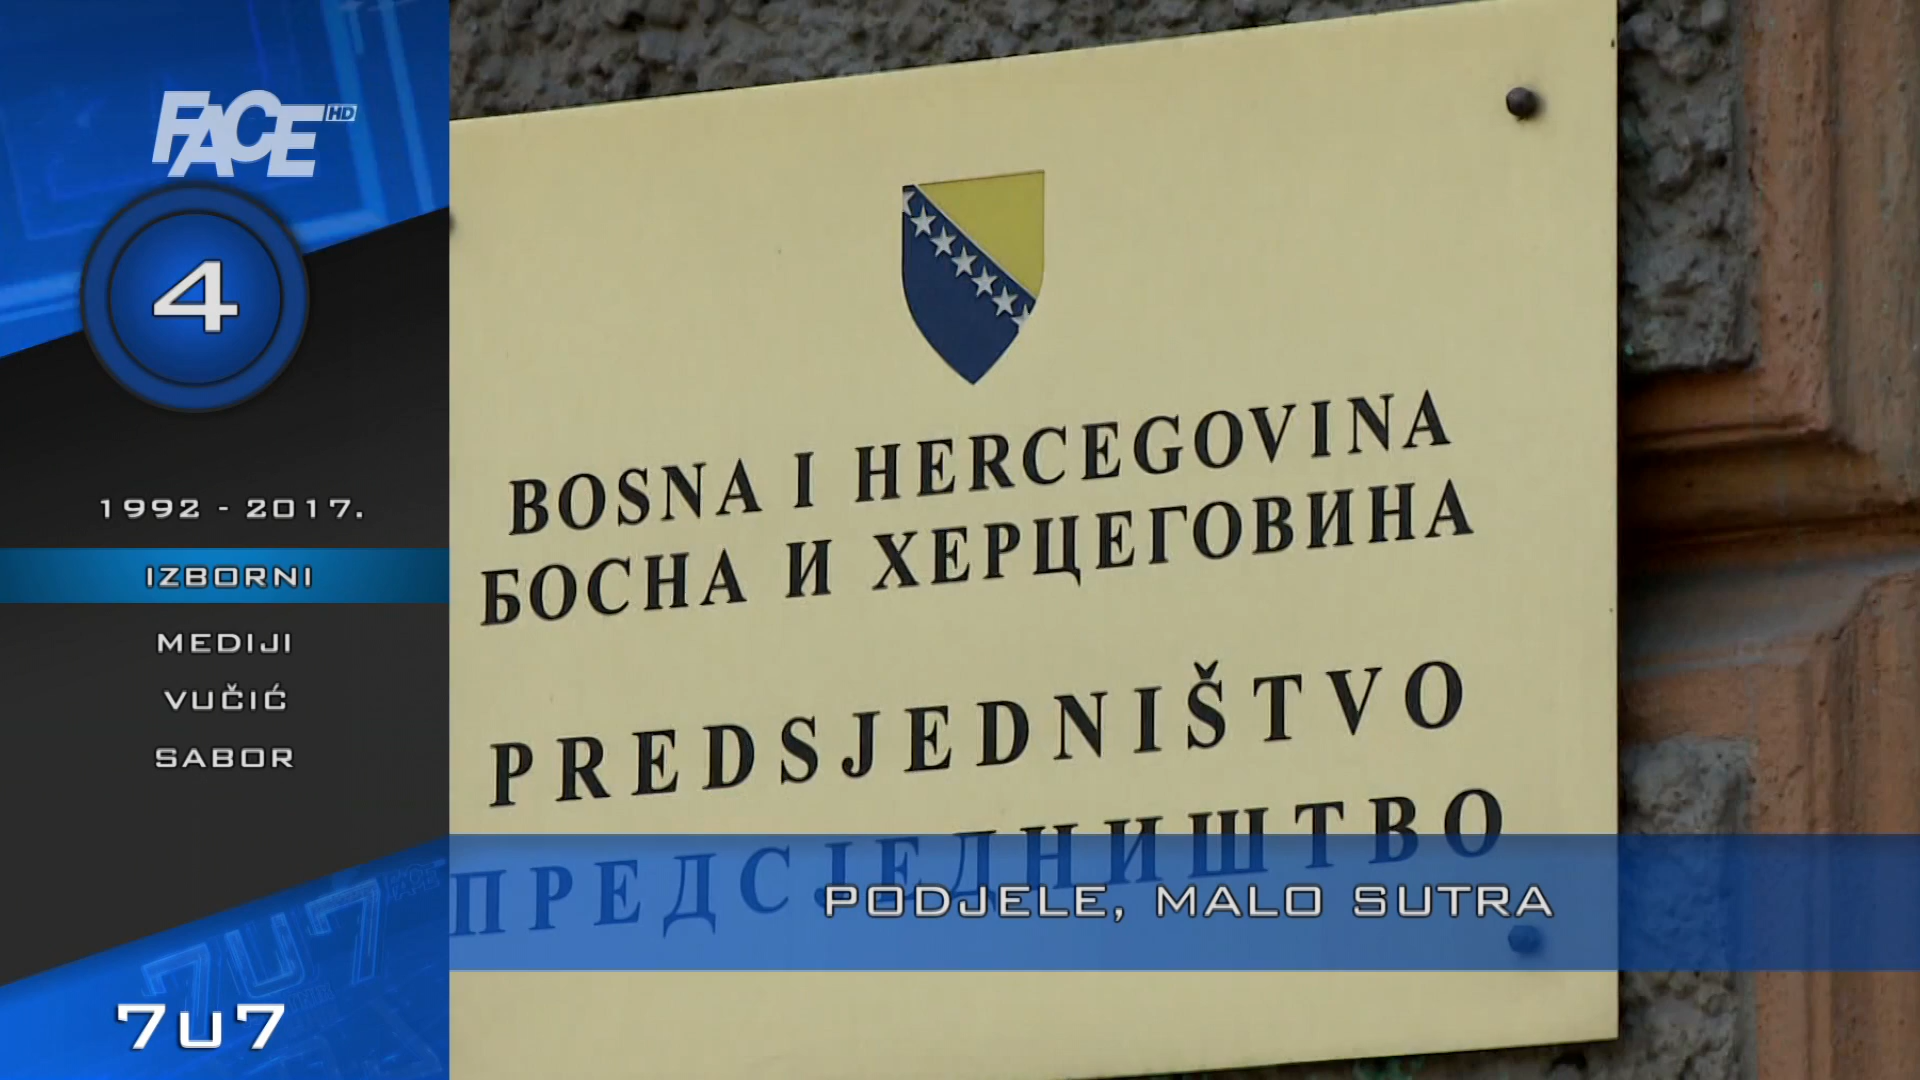 FACE HD
4
1992 - 2017.
IZBORNI
MEDIJI
VUČIĆ
SABOR
7u7
BOSNA I HERCEGOVINA
БОСНА И ХЕРЦЕГОВИНА
PREDSJEDNIŠTVO
ПРЕДСЈЕДНИШТВО
PODJELE, MALO SUTRA
7u7